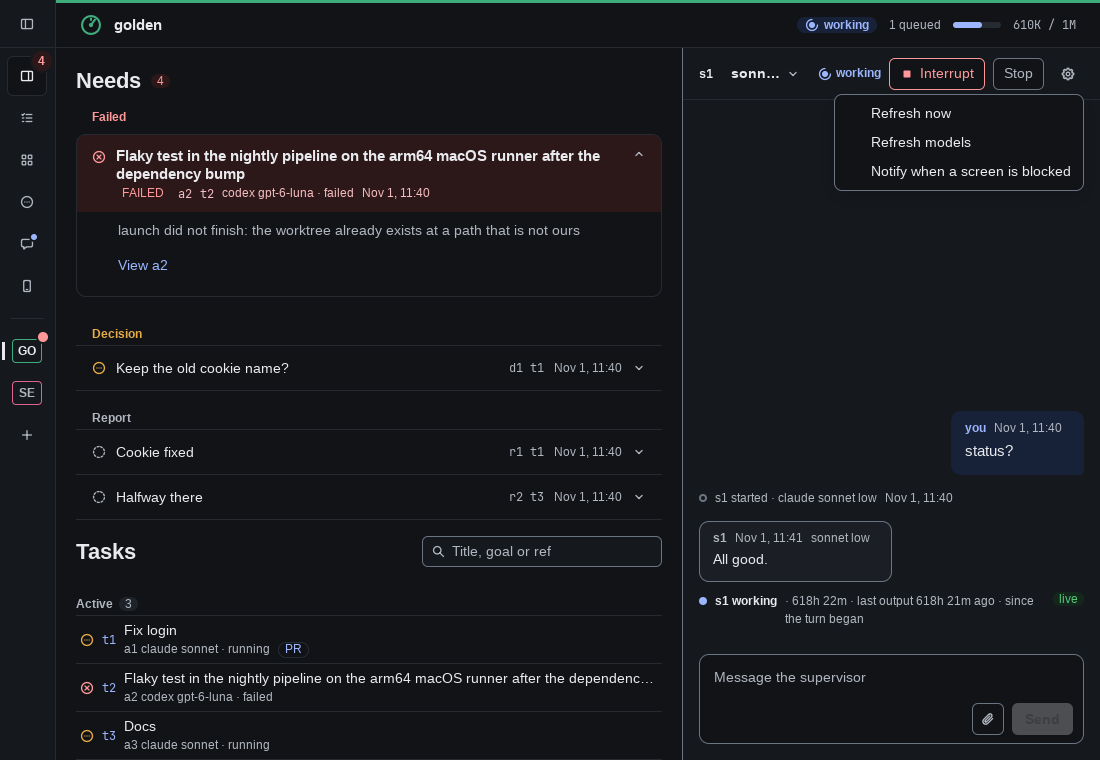 golden
working
1 queued
610K / 1M
4
GO
SE
Needs 4
Failed
Flaky test in the nightly pipeline on the arm64 macOS runner after the
dependency bump
FAILED a2 t2 codex gpt-6-luna · failed Nov 1, 11:40
launch did not finish: the worktree already exists at a path that is not ours
View a2
Decision
Keep the old cookie name? d1 t1 Nov 1, 11:40
Report
Cookie fixed r1 t1 Nov 1, 11:40
Halfway there r2 t3 Nov 1, 11:40
Tasks
Title, goal or ref
Active 3
t1 Fix login
a1 claude sonnet · running PR
t2 Flaky test in the nightly pipeline on the arm64 macOS runner after the dependenc…
a2 codex gpt-6-luna · failed
t3 Docs
a3 claude sonnet · running
s1 sonn… working Interrupt Stop
Refresh now
Refresh models
Notify when a screen is blocked
you Nov 1, 11:40
status?
s1 started · claude sonnet low Nov 1, 11:40
s1 Nov 1, 11:41 sonnet low
All good.
s1 working · 618h 22m · last output 618h 21m ago · since
the turn began
live
Message the supervisor
Send